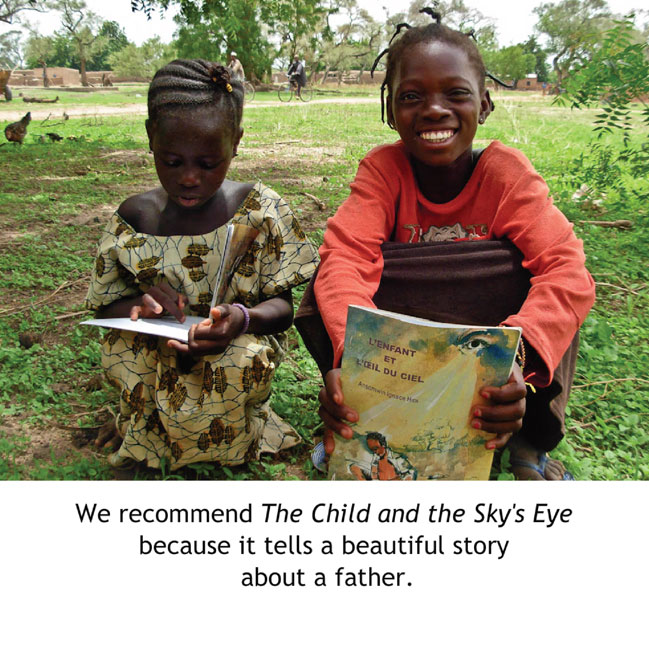 L'ENFANT
ET
L'ŒIL DU CIEL
We recommend The Child and the Sky's Eye
because it tells a beautiful story
about a father.